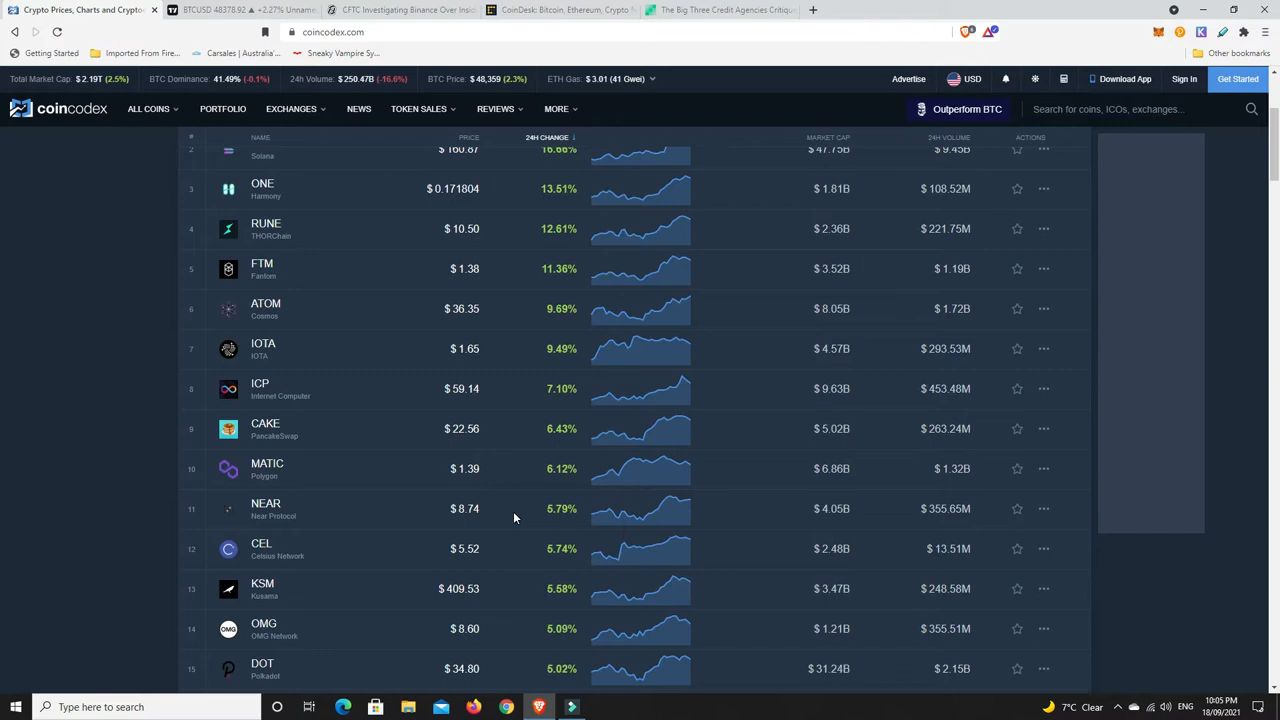 Crypto Prices, Charts and Cryptoc
BTCUSD 48378.92 ▲ +2.27% Unname
CFTC Investigating Binance Over Insid
CoinDesk: Bitcoin, Ethereum, Crypto N
The Big Three Credit Agencies Critique
coincodex.com
Getting Started
Imported From Fire...
Carsales | Australia'...
Sneaky Vampire Sy...
Other bookmarks
Total Market Cap: $ 2.19T (2.5%)
BTC Dominance: 41.49% (-0.1%)
24h Volume: $ 250.47B (-16.6%)
BTC Price: $ 48,359 (2.3%)
ETH Gas: $ 3.01 (41 Gwei)
Advertise
USD
Download App
Sign In
Get Started
coincodex
ALL COINS
PORTFOLIO
EXCHANGES
NEWS
TOKEN SALES
REVIEWS
MORE
Outperform BTC
Search for coins, ICOs, exchanges...
# NAME PRICE 24H CHANGE ↓ MARKET CAP 24H VOLUME ACTIONS
2 $ 160.87 16.66% $ 47.75B $ 9.45B
Solana
3 ONE $ 0.171804 13.51% $ 1.81B $ 108.52M
Harmony
4 RUNE $ 10.50 12.61% $ 2.36B $ 221.75M
THORChain
5 FTM $ 1.38 11.36% $ 3.52B $ 1.19B
Fantom
6 ATOM $ 36.35 9.69% $ 8.05B $ 1.72B
Cosmos
7 IOTA $ 1.65 9.49% $ 4.57B $ 293.53M
IOTA
8 ICP $ 59.14 7.10% $ 9.63B $ 453.48M
Internet Computer
9 CAKE $ 22.56 6.43% $ 5.02B $ 263.24M
PancakeSwap
10 MATIC $ 1.39 6.12% $ 6.86B $ 1.32B
Polygon
11 NEAR $ 8.74 5.79% $ 4.05B $ 355.65M
Near Protocol
12 CEL $ 5.52 5.74% $ 2.48B $ 13.51M
Celsius Network
13 KSM $ 409.53 5.58% $ 3.47B $ 248.58M
Kusama
14 OMG $ 8.60 5.09% $ 1.21B $ 355.51M
OMG Network
15 DOT $ 34.80 5.02% $ 31.24B $ 2.15B
Polkadot
Type here to search
7°C Clear
ENG
10:05 PM
18/09/2021